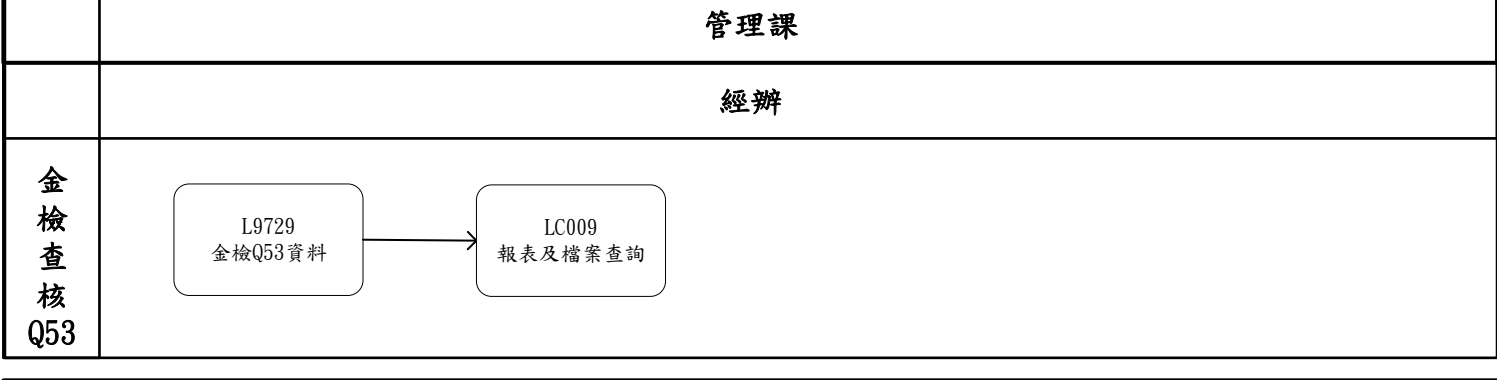 管理課
經辦
金
檢
查
核
Q53
L9729
金檢Q53資料
LC009
報表及檔案查詢